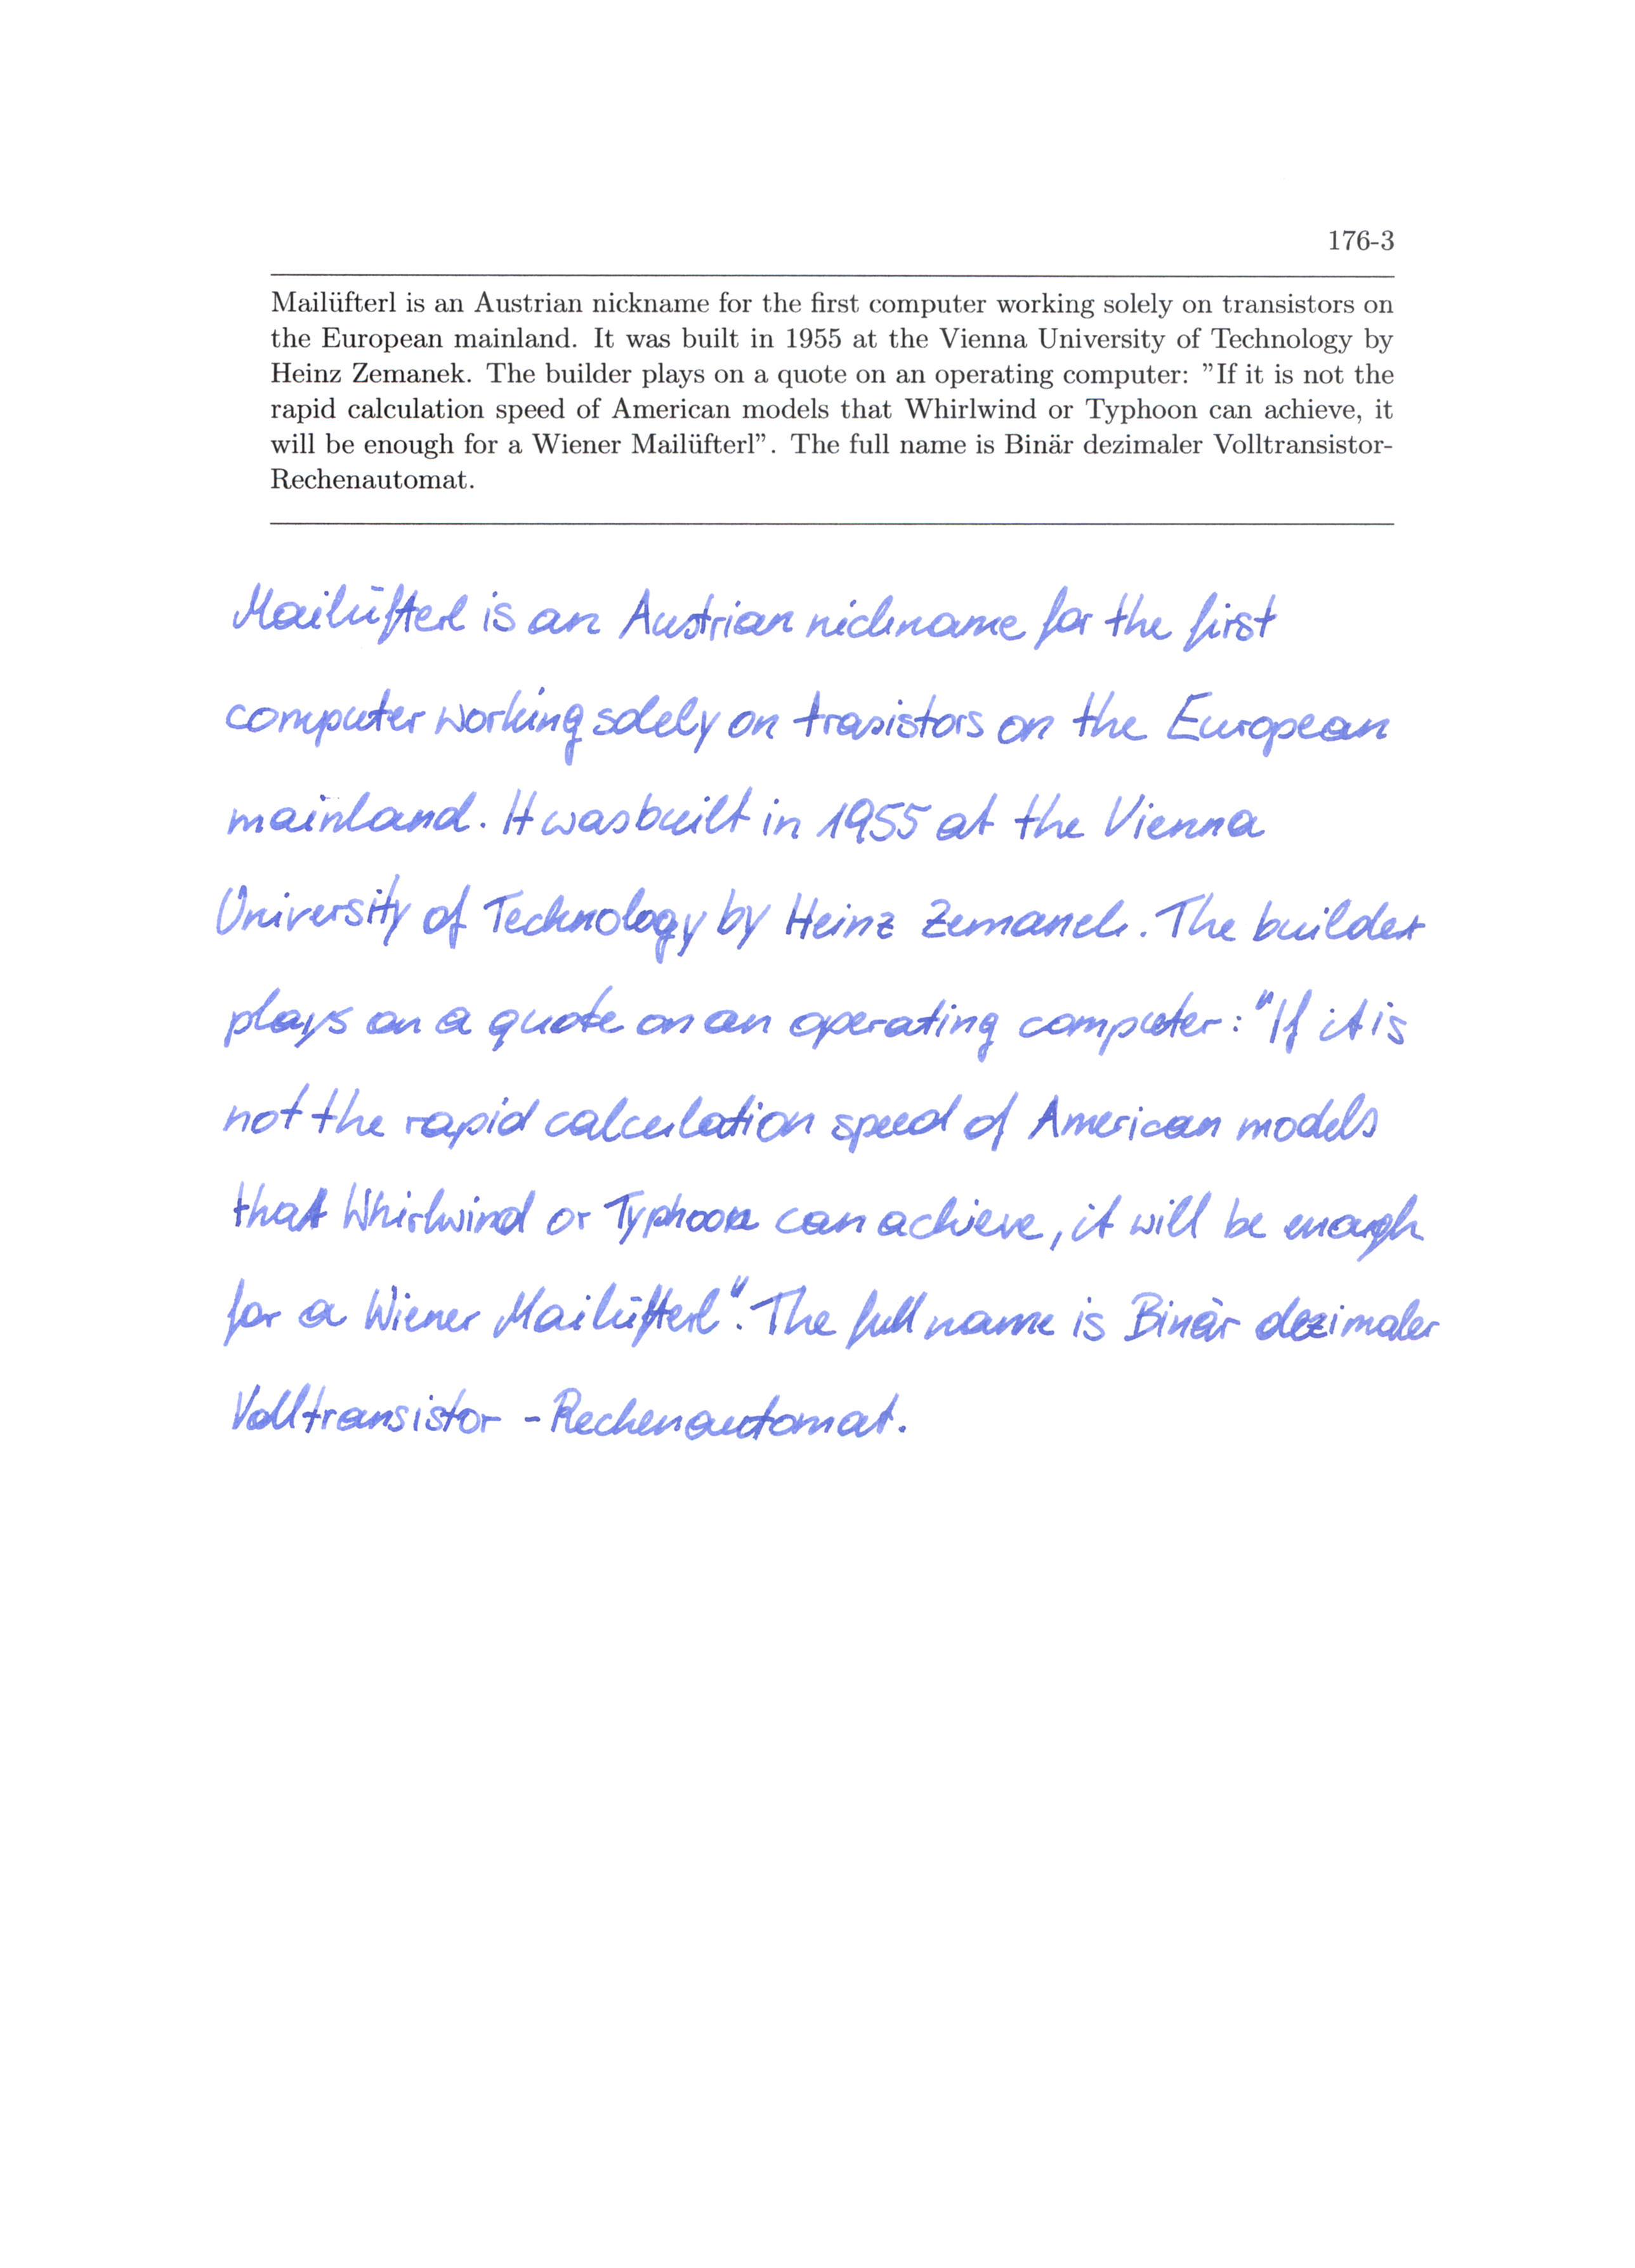 176-3
Mailüfterl is an Austrian nickname for the first computer working solely on transistors on
the European mainland. It was built in 1955 at the Vienna University of Technology by
Heinz Zemanek. The builder plays on a quote on an operating computer: ”If it is not the
rapid calculation speed of American models that Whirlwind or Typhoon can achieve, it
will be enough for a Wiener Mailüfterl”. The full name is Binär dezimaler Volltransistor-
Rechenautomat.
Mailüfterl is an Austrian nickname for the first
computer working solely on trasistors on the European
mainland. It was built in 1955 at the Vienna
University of Technology by Heinz Zemanek. The builder
plays on a quote on an operating computer: "If it is
not the rapid calculation speed of American models
that Whirlwind or Typhoon can achieve, it will be enough
for a Wiener Mailüfterl". The full name is Binär dezimaler
Volltransistor - Rechenautomat.